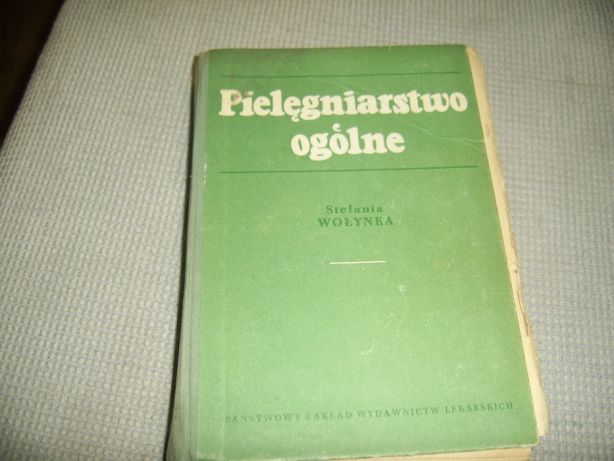 Pielęgniarstwo
ogólne
Stefania
WOŁYNKA
PAŃSTWOWY ZAKŁAD WYDAWNICTW LEKARSKICH